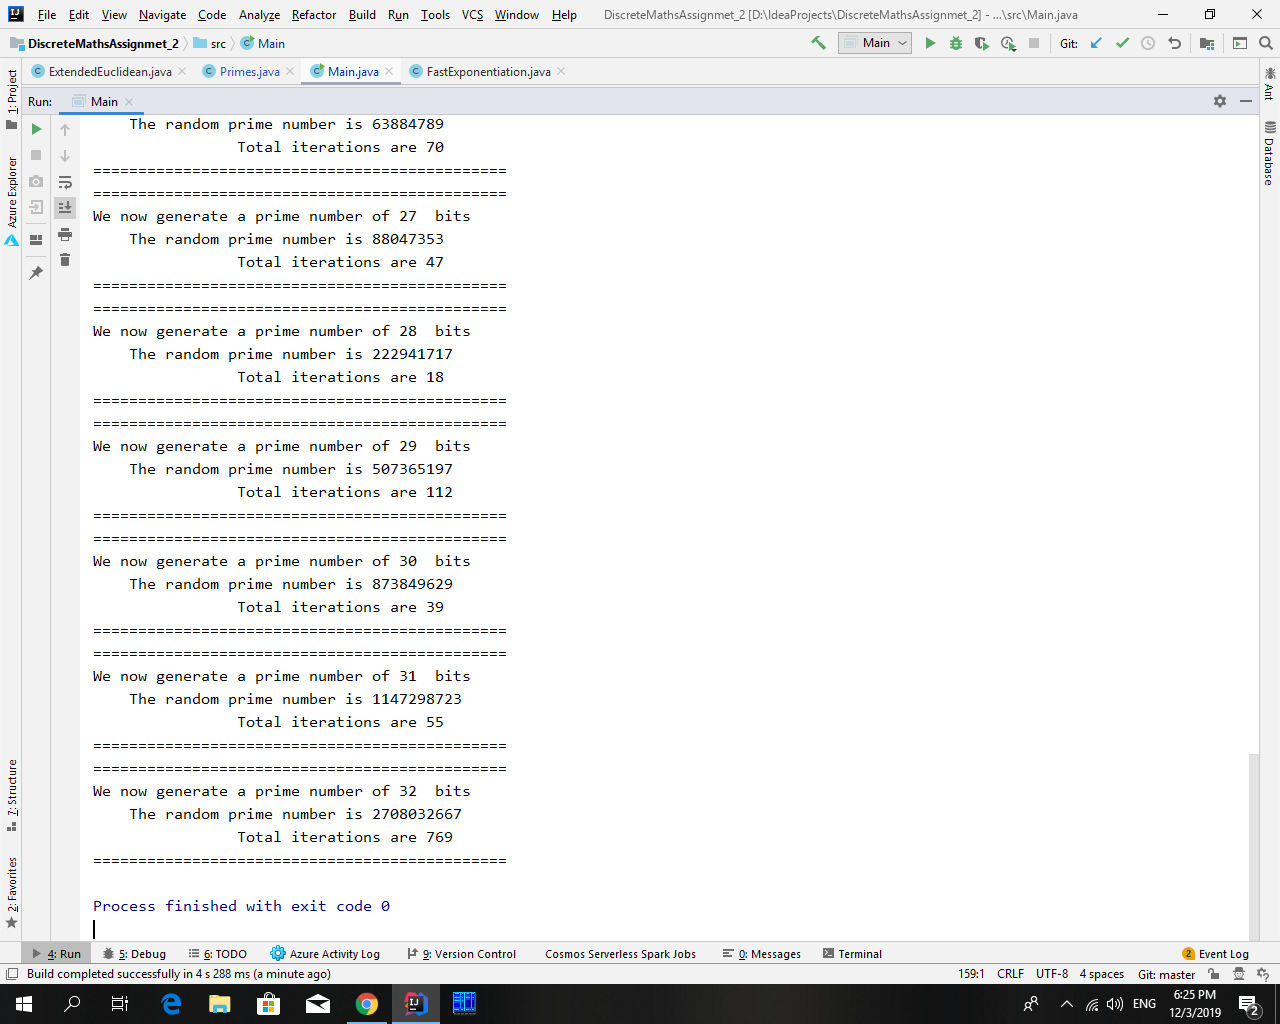 File Edit View Navigate Code Analyze Refactor Build Run Tools VCS Window Help DiscreteMathsAssignmet_2 [D:\IdeaProjects\DiscreteMathsAssignmet_2] - ...\src\Main.java
DiscreteMathsAssignmet_2 src Main Main Git:
ExtendedEuclidean.java Primes.java Main.java FastExponentiation.java
Run: Main
The random prime number is 63884789
Total iterations are 70
==============================================
==============================================
We now generate a prime number of 27  bits
The random prime number is 88047353
Total iterations are 47
==============================================
==============================================
We now generate a prime number of 28  bits
The random prime number is 222941717
Total iterations are 18
==============================================
==============================================
We now generate a prime number of 29  bits
The random prime number is 507365197
Total iterations are 112
==============================================
==============================================
We now generate a prime number of 30  bits
The random prime number is 873849629
Total iterations are 39
==============================================
==============================================
We now generate a prime number of 31  bits
The random prime number is 1147298723
Total iterations are 55
==============================================
==============================================
We now generate a prime number of 32  bits
The random prime number is 2708032667
Total iterations are 769
==============================================
Process finished with exit code 0
1: Project
Azure Explorer
7: Structure
2: Favorites
Ant
Database
4: Run 5: Debug 6: TODO Azure Activity Log 9: Version Control Cosmos Serverless Spark Jobs 0: Messages Terminal 2 Event Log
Build completed successfully in 4 s 288 ms (a minute ago) 159:1 CRLF UTF-8 4 spaces Git: master
ENG 6:25 PM
12/3/2019 2